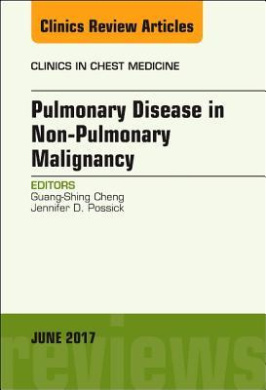 Clinics Review Articles
CLINICS IN CHEST MEDICINE
Pulmonary Disease in
Non-Pulmonary
Malignancy
EDITORS
Guang-Shing Cheng
Jennifer D. Possick
JUNE 2017
reviews